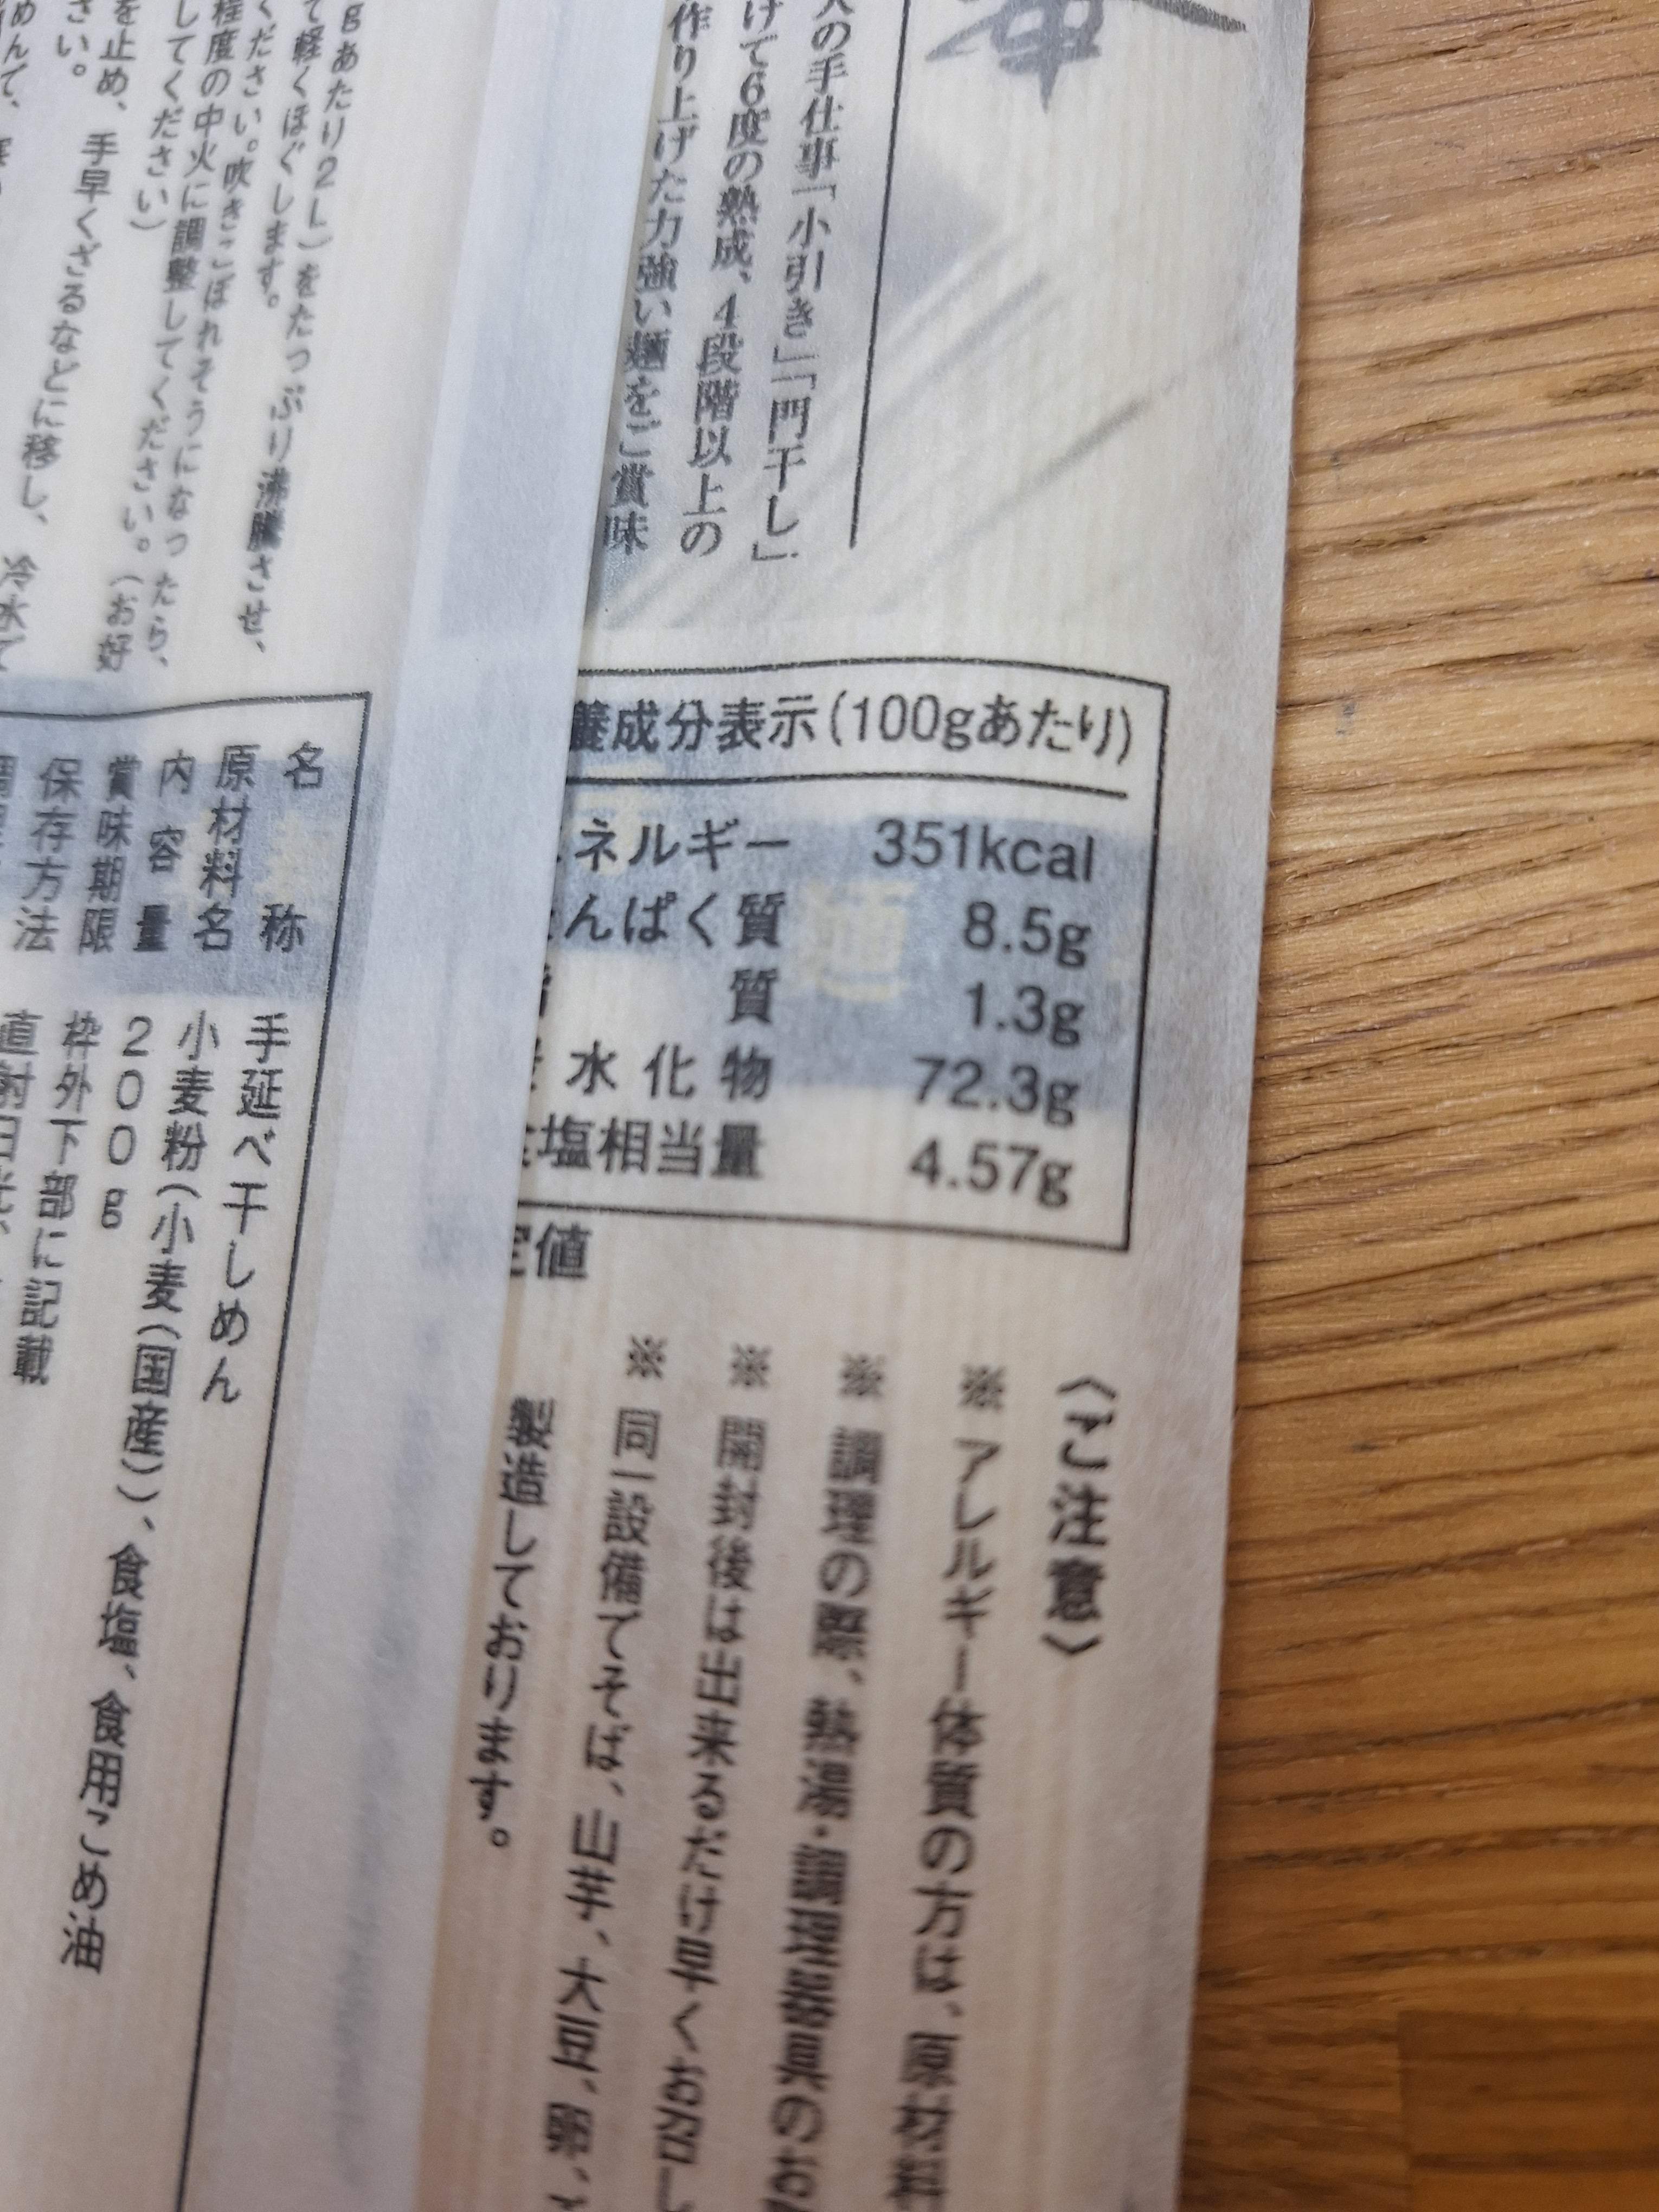 人の手仕事「小引き」「門干し」
けて6度の熟成、4段階以上の
作り上げた力強い麺をご賞味
養成分表示(100gあたり)
ネルギー 351kcal
んぱく質 8.5g
質 1.3g
水化物 72.3g
塩相当量 4.57g
定値
〈ご注意〉
※アレルギー体質の方は、原材料
※調理の際、熱湯・調理器具のお
※開封後は出来るだけ早くお召し
※同一設備でそば、山芋、大豆、卵、
製造しております。
gあたり2L)をたっぷり沸騰させ、
て軽くほぐします。
ください。吹きこぼれそうになったら、
程度の中火に調整してください。(お好
してください)
を止め、手早くざるなどに移し、冷水で
さい。
めんで、
名称 手延べ干しめん
原材料名 小麦粉(小麦(国産))、食塩、食用こめ油
内容量 200g
賞味期限 枠外下部に記載
保存方法 直射日光、